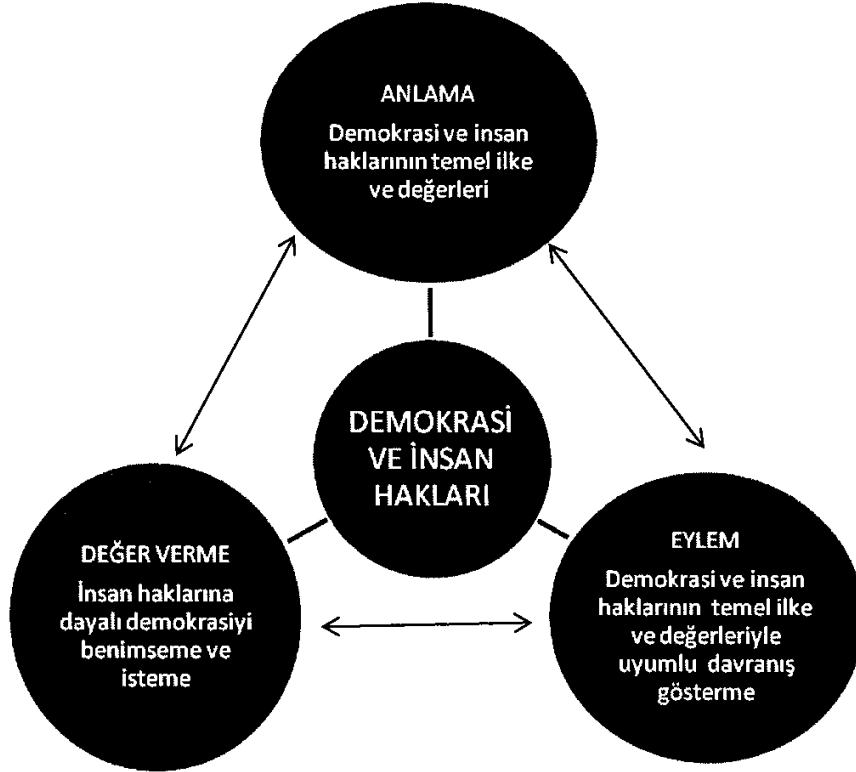 ANLAMA
Demokrasi ve insan
haklarının temel ilke
ve değerleri
DEMOKRASİ
VE İNSAN
HAKLARI
DEĞER VERME
İnsan haklarına
dayalı demokrasiyi
benimseme ve
isteme
EYLEM
Demokrasi ve insan
haklarının temel ilke
ve değerleriyle
uyumlu davranış
gösterme